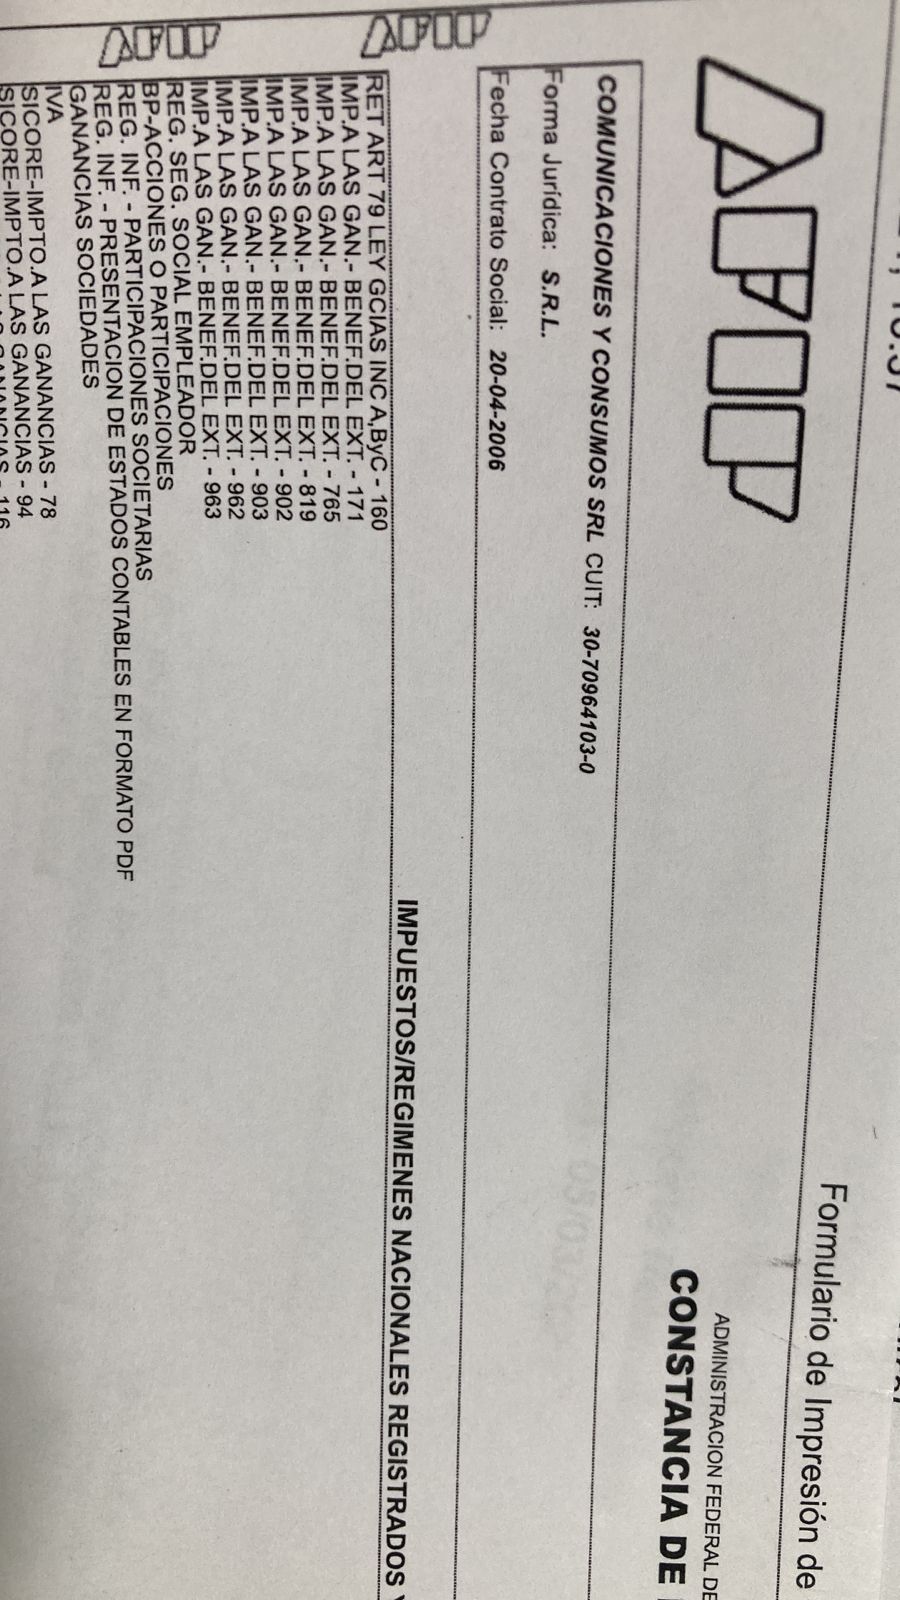 Formulario de Impresión de
AFIP
ADMINISTRACION FEDERAL DE
CONSTANCIA DE
COMUNICACIONES Y CONSUMOS SRL CUIT: 30-70964103-0
Forma Jurídica: S.R.L.
Fecha Contrato Social: 20-04-2006
IMPUESTOS/REGIMENES NACIONALES REGISTRADOS Y
RET ART 79 LEY GCIAS INC A,ByC - 160
IMP.A LAS GAN.- BENEF.DEL EXT. - 171
IMP.A LAS GAN.- BENEF.DEL EXT. - 765
IMP.A LAS GAN.- BENEF.DEL EXT. - 819
IMP.A LAS GAN.- BENEF.DEL EXT. - 902
IMP.A LAS GAN.- BENEF.DEL EXT. - 903
IMP.A LAS GAN.- BENEF.DEL EXT. - 962
IMP.A LAS GAN.- BENEF.DEL EXT. - 963
REG. SEG. SOCIAL EMPLEADOR
BP-ACCIONES O PARTICIPACIONES
REG. INF. - PARTICIPACIONES SOCIETARIAS
REG. INF. - PRESENTACION DE ESTADOS CONTABLES EN FORMATO PDF
GANANCIAS SOCIEDADES
IVA
SICORE-IMPTO.A LAS GANANCIAS - 78
SICORE-IMPTO.A LAS GANANCIAS - 94
GANANCIAS - 116
AFIP
AFIP